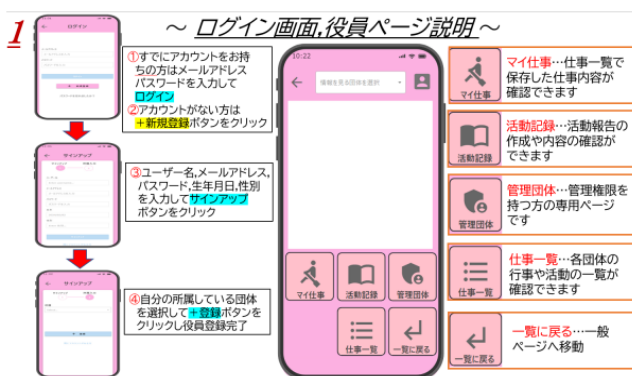 1
～ ログイン画面,役員ページ説明 ～
ログイン
①すでにアカウントをお持
ちの方はメールアドレス
パスワードを入力して
ログイン
②アカウントがない方は
＋新規登録ボタンをクリック
サインアップ
③ユーザー名,メールアドレス,
パスワード,生年月日,性別
を入力してサインアップ
ボタンをクリック
サインアップ
④自分の所属している団体
を選択して＋登録ボタンを
クリックし役員登録完了
10:22
情報を見る団体を選択
マイ仕事
活動記録
管理団体
仕事一覧
一覧に戻る
マイ仕事
マイ仕事…仕事一覧で
保存した仕事内容が
確認できます
活動記録
活動記録…活動報告の
作成や内容の確認が
できます
管理団体
管理団体…管理権限を
持つ方の専用ページ
です
仕事一覧
仕事一覧…各団体の
行事や活動の一覧が
確認できます
一覧に戻る
一覧に戻る…一般
ページへ移動